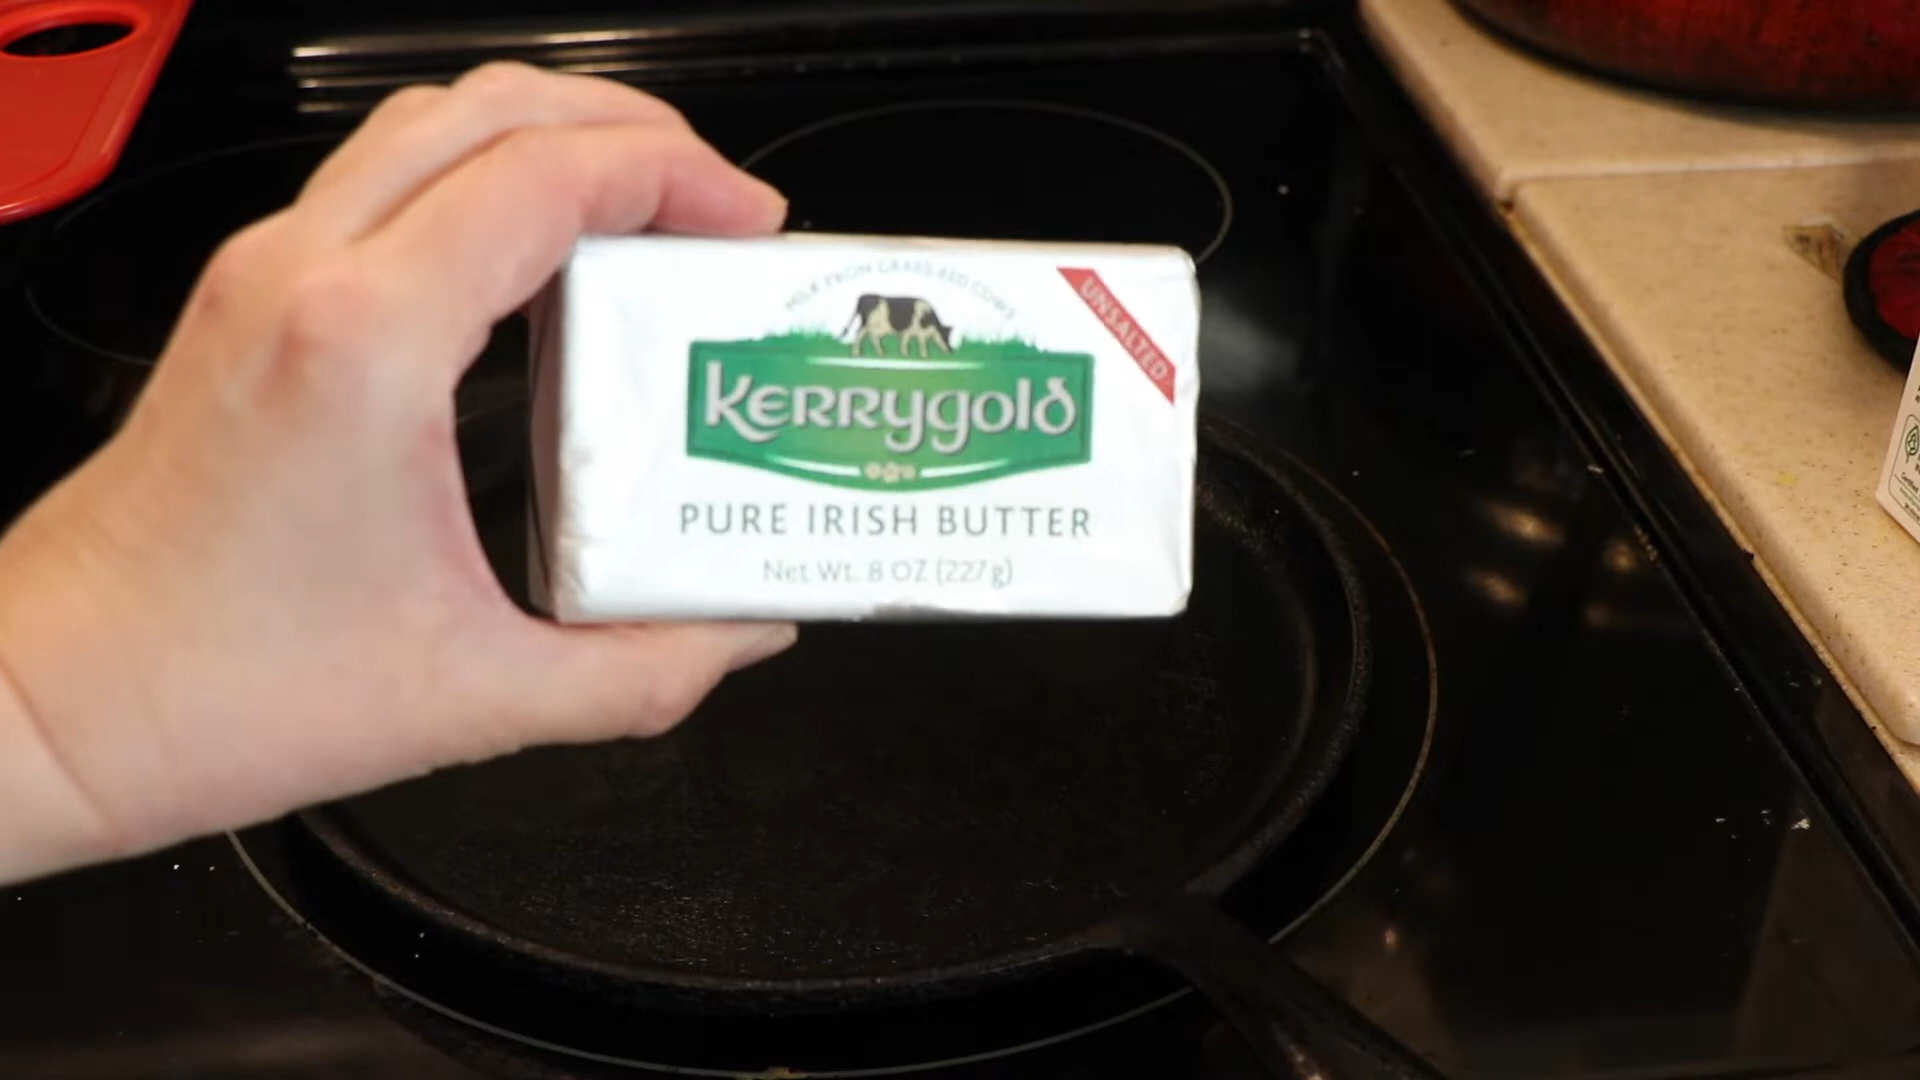 MILK FROM GRASS-FED COWS
UNSALTED
Kerrygold
PURE IRISH BUTTER
Net Wt. 8 OZ (227g)